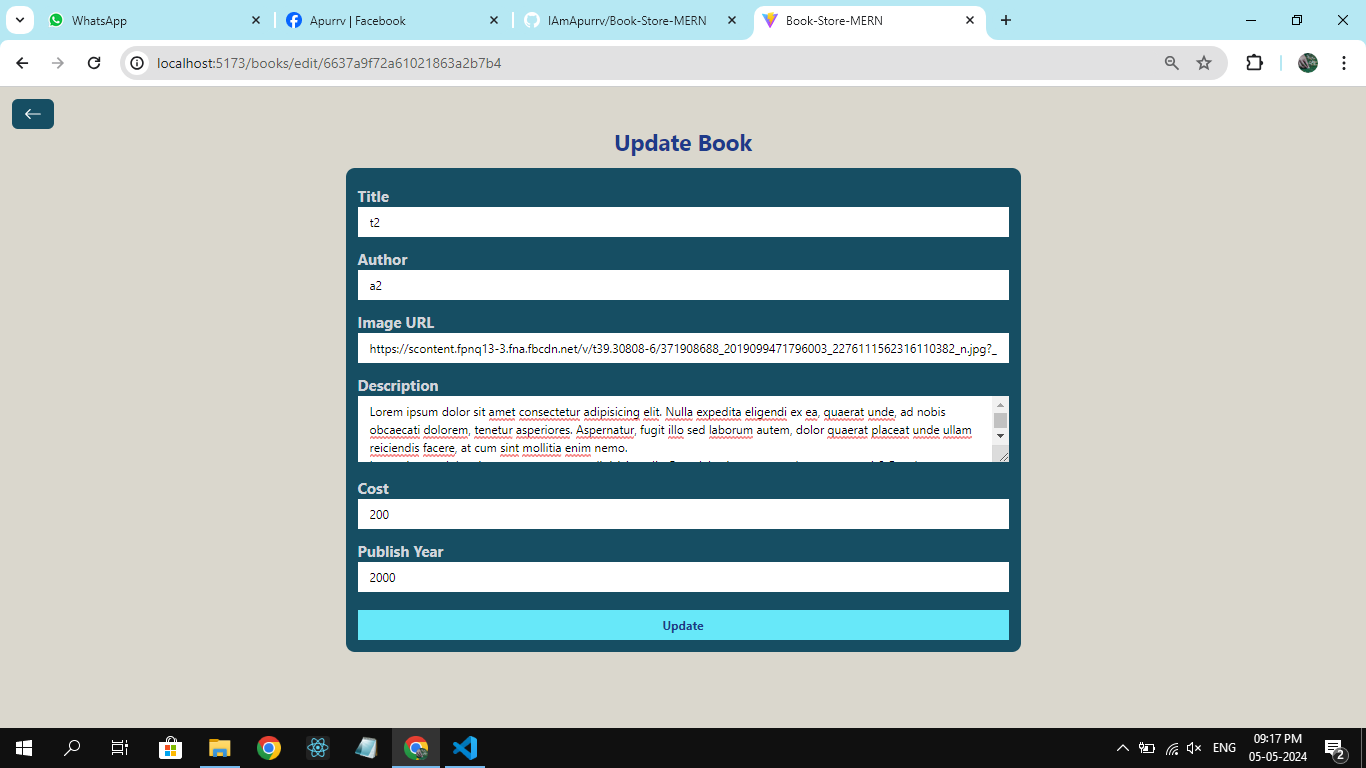 WhatsApp
Apurrv | Facebook
IAmApurrv/Book-Store-MERN
Book-Store-MERN
localhost:5173/books/edit/6637a9f72a61021863a2b7b4
Update Book
Title
t2
Author
a2
Image URL
https://scontent.fpnq13-3.fna.fbcdn.net/v/t39.30808-6/371908688_2019099471796003_2276111562316110382_n.jpg?_
Description
Lorem ipsum dolor sit amet consectetur adipisicing elit. Nulla expedita eligendi ex ea, quaerat unde, ad nobis
obcaecati dolorem, tenetur asperiores. Aspernatur, fugit illo sed laborum autem, dolor quaerat placeat unde ullam
reiciendis facere, at cum sint mollitia enim nemo.
Cost
200
Publish Year
2000
Update
ENG
09:17 PM
05-05-2024
2